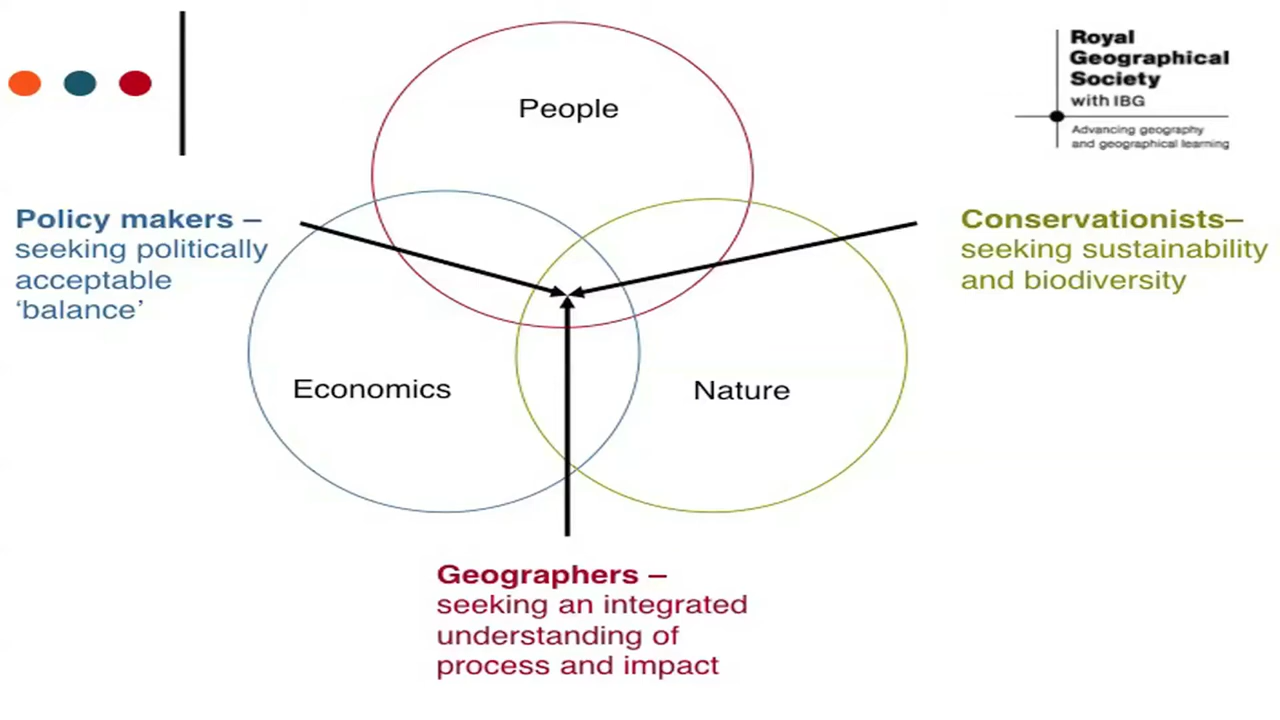 Royal
Geographical
Society
with IBG
Advancing geography
and geographical learning
People
Policy makers –
seeking politically
acceptable
‘balance’
Conservationists–
seeking sustainability
and biodiversity
Economics
Nature
Geographers –
seeking an integrated
understanding of
process and impact